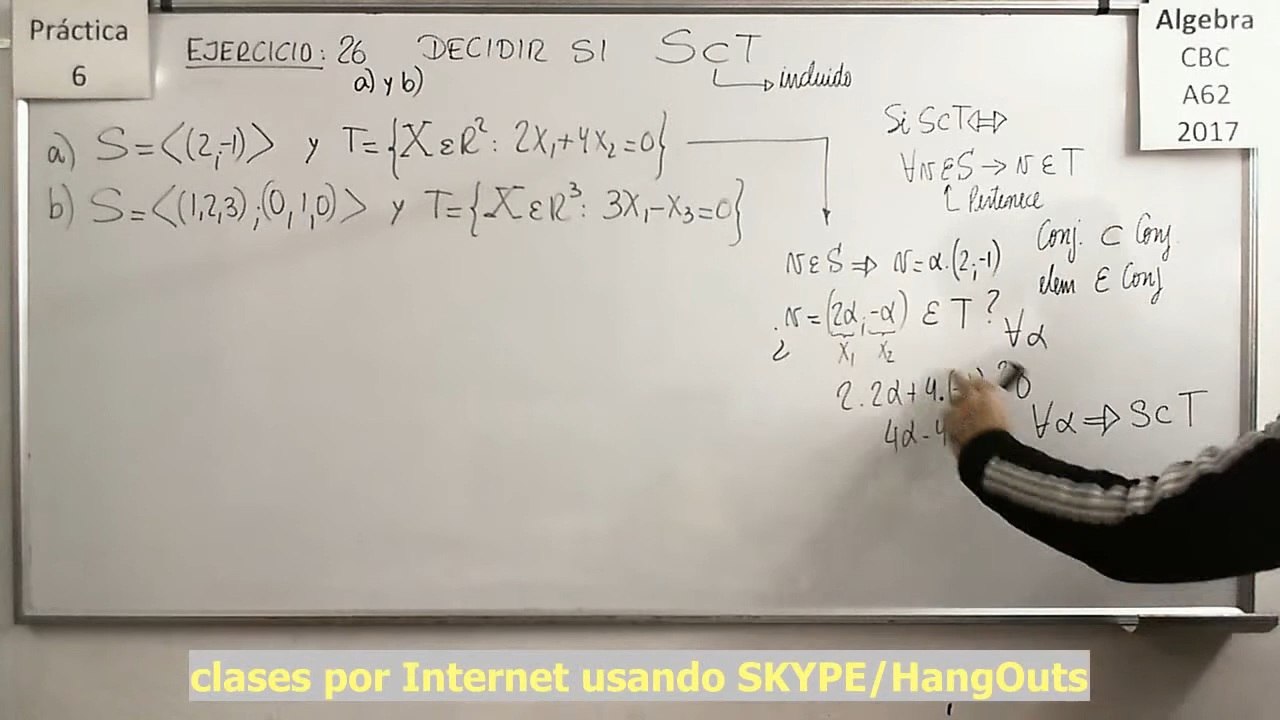 Práctica
6
EJERCICIO: 26 DECIDIR SI S⊂T
a) y b)
incluido
Algebra
CBC
A62
2017
a) S=<(2,-1)> y T={X∈R²: 2X₁+4X₂=0}
b) S=<(1,2,3),(0,1,0)> y T={X∈R³: 3X₁-X₃=0}
Si S⊂T⇔
∀v∈S→v∈T
Pertenece
Conj. ⊂ Conj.
elem ∈ Conj
v∈S⇒ v=α.(2,-1)
¿v=(2α,-α) ∈ T? ∀α
X₁ X₂
2.2α+4.( ?0
4α-4 ∀α⇒S⊂T
clases por Internet usando SKYPE/HangOuts